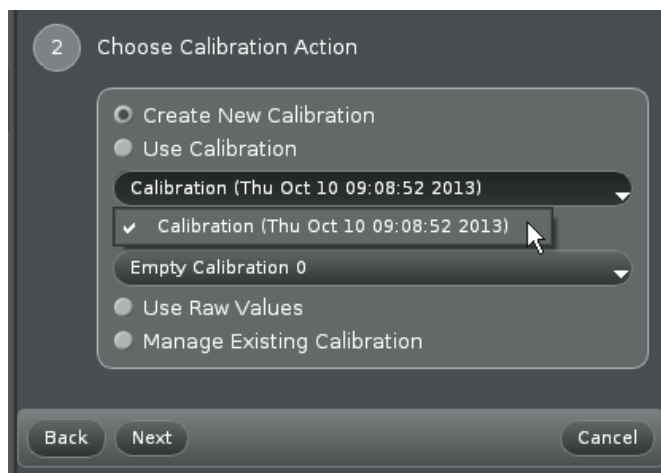 2 Choose Calibration Action
Create New Calibration
Use Calibration
Calibration (Thu Oct 10 09:08:52 2013)
Calibration (Thu Oct 10 09:08:52 2013)
Empty Calibration 0
Use Raw Values
Manage Existing Calibration
Back Next Cancel